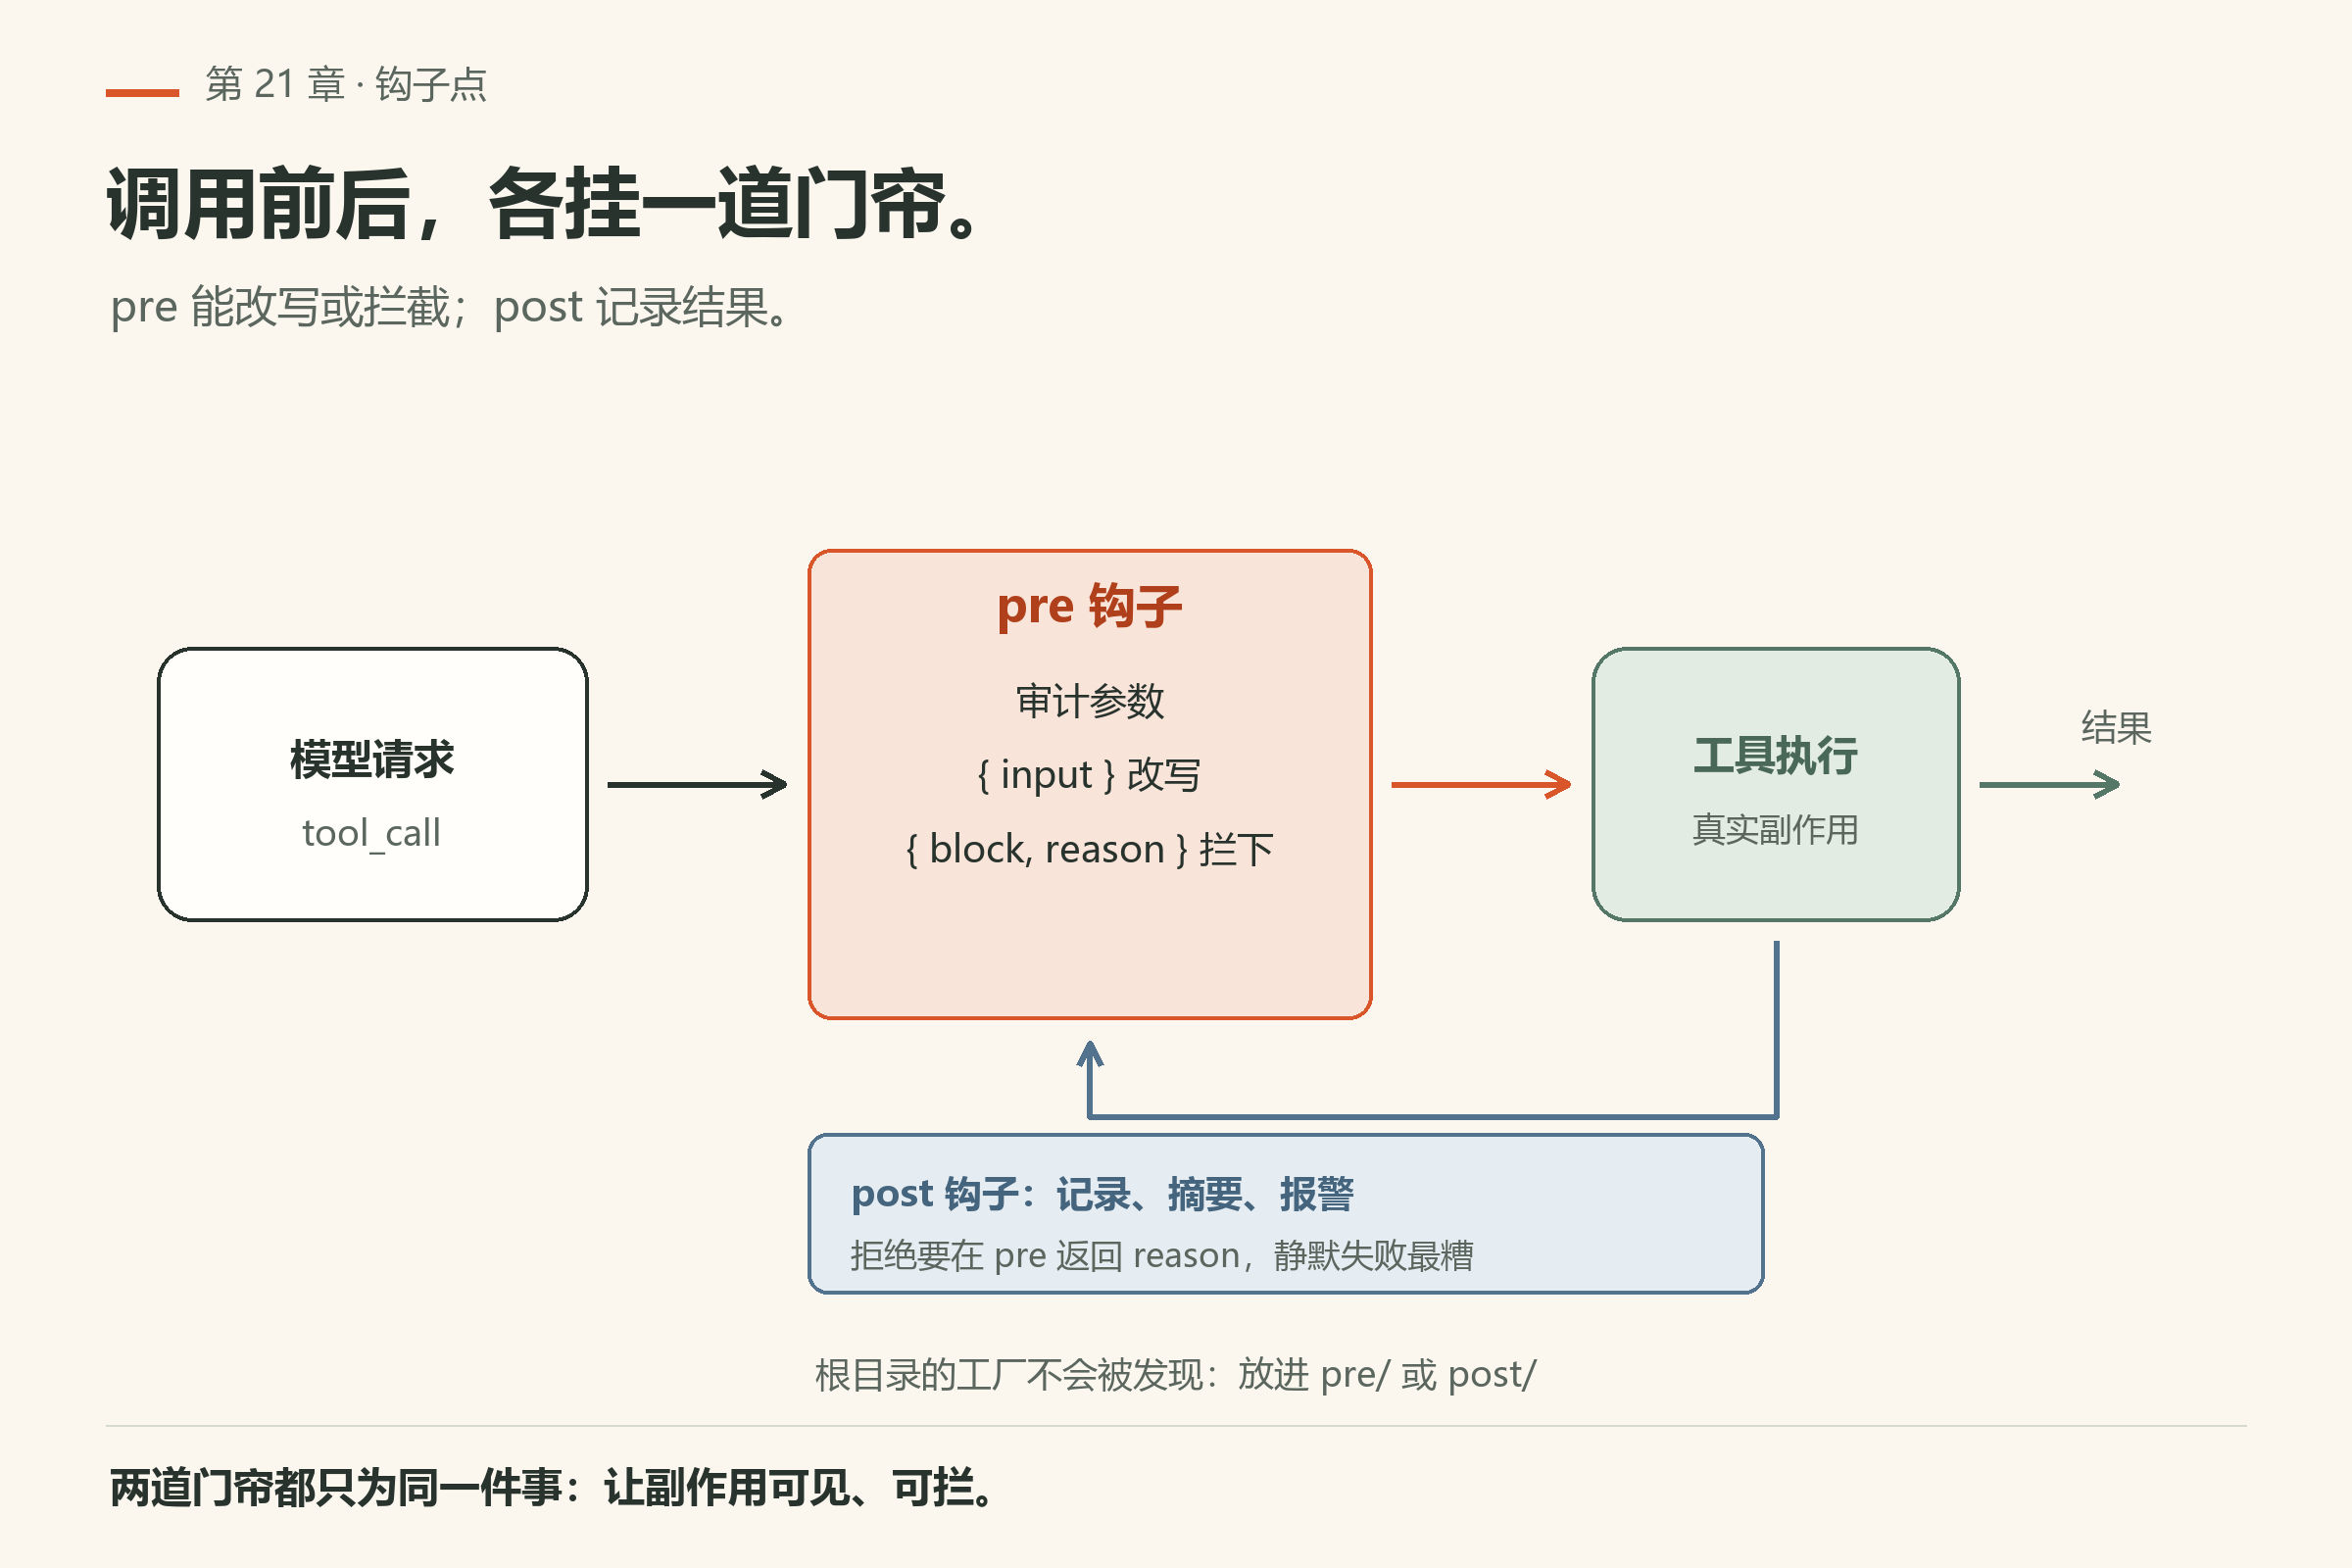 第 21 章 · 钩子点
调用前后，各挂一道门帘。
pre 能改写或拦截；post 记录结果。
模型请求
tool_call
pre 钩子
审计参数
{ input } 改写
{ block, reason } 拦下
工具执行
真实副作用
结果
post 钩子：记录、摘要、报警
拒绝要在 pre 返回 reason，静默失败最糟
根目录的工厂不会被发现：放进 pre/ 或 post/
两道门帘都只为同一件事：让副作用可见、可拦。